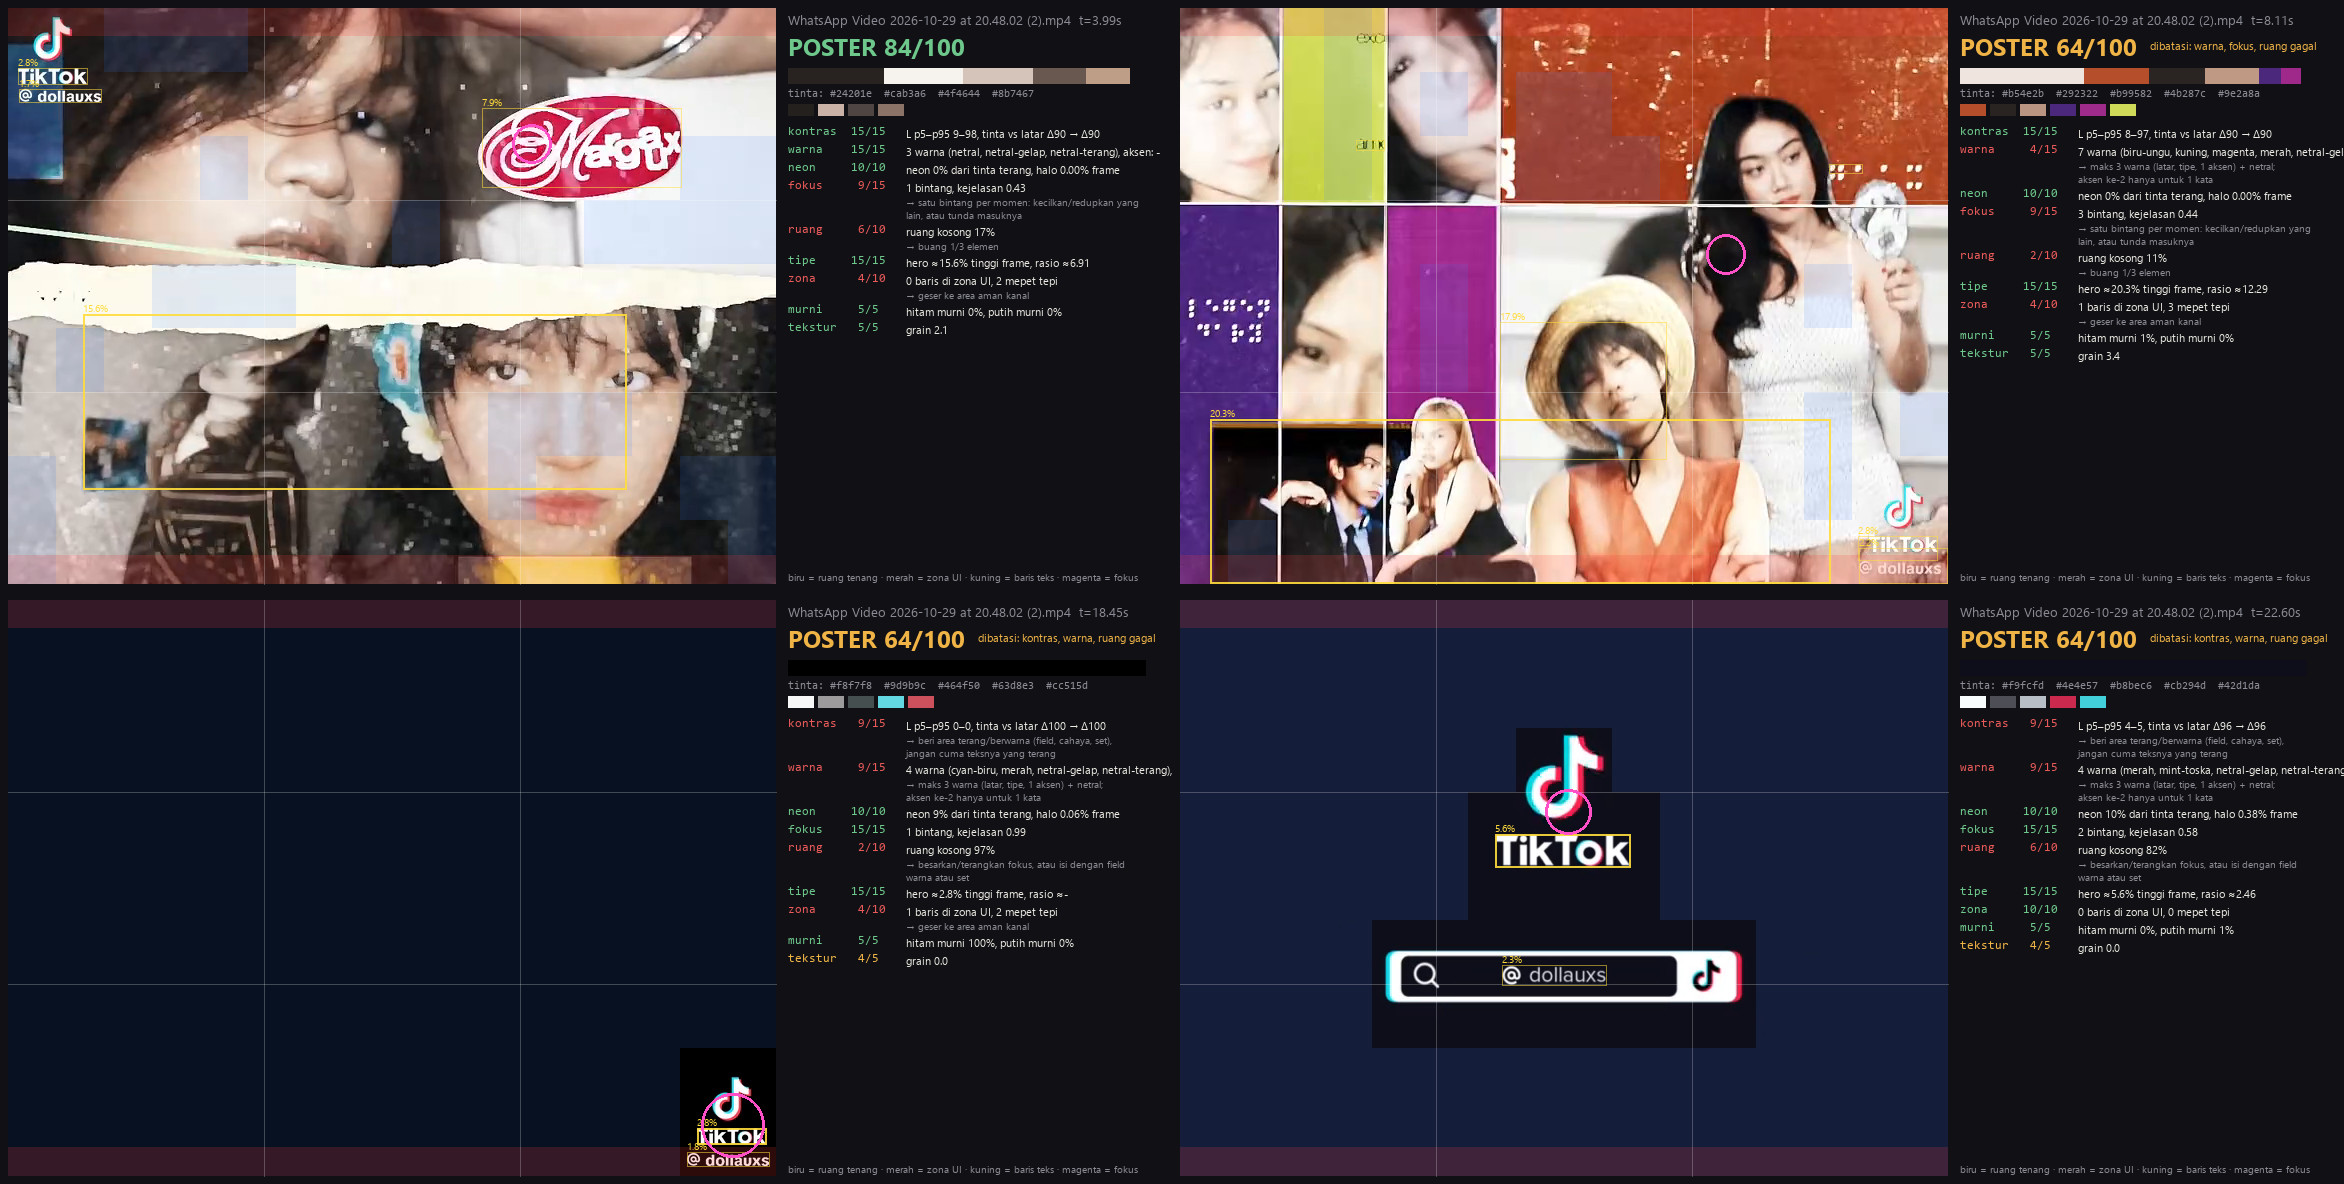 TikTok
@ dollauxs
2.8%
7.9%
Margaux
15.6%
WhatsApp Video 2026-10-29 at 20.48.02 (2).mp4 t=3.99s
POSTER 84/100
tinta: #24201e #cab3a6 #4f4644 #8b7467
kontras 15/15 L p5–p95 9–98, tinta vs latar Δ90 → Δ90
warna 15/15 3 warna (netral, netral-gelap, netral-terang), aksen: -
neon 10/10 neon 0% dari tinta terang, halo 0.00% frame
fokus 9/15 1 bintang, kejelasan 0.43
→ satu bintang per momen: kecilkan/redupkan yang
lain, atau tunda masuknya
ruang 6/10 ruang kosong 17%
→ buang 1/3 elemen
tipe 15/15 hero ≈15.6% tinggi frame, rasio ≈6.91
zona 4/10 0 baris di zona UI, 2 mepet tepi
→ geser ke area aman kanal
murni 5/5 hitam murni 0%, putih murni 0%
tekstur 5/5 grain 2.1
biru = ruang tenang · merah = zona UI · kuning = baris teks · magenta = fokus
exo
17.9%
20.3%
TikTok
@ dollauxs
WhatsApp Video 2026-10-29 at 20.48.02 (2).mp4 t=8.11s
POSTER 64/100 dibatasi: warna, fokus, ruang gagal
tinta: #b54e2b #292322 #b99582 #4b287c #9e2a8a
kontras 15/15 L p5–p95 8–97, tinta vs latar Δ90 → Δ90
warna 4/15 7 warna (biru-ungu, kuning, magenta, merah, netral-gel
→ maks 3 warna (latar, tipe, 1 aksen) + netral;
aksen ke-2 hanya untuk 1 kata
neon 10/10 neon 0% dari tinta terang, halo 0.00% frame
fokus 9/15 3 bintang, kejelasan 0.44
→ satu bintang per momen: kecilkan/redupkan yang
lain, atau tunda masuknya
ruang 2/10 ruang kosong 11%
→ buang 1/3 elemen
tipe 15/15 hero ≈20.3% tinggi frame, rasio ≈12.29
zona 4/10 1 baris di zona UI, 3 mepet tepi
→ geser ke area aman kanal
murni 5/5 hitam murni 1%, putih murni 0%
tekstur 5/5 grain 3.4
biru = ruang tenang · merah = zona UI · kuning = baris teks · magenta = fokus
2.8%
TikTok
1.8%
@ dollauxs
WhatsApp Video 2026-10-29 at 20.48.02 (2).mp4 t=18.45s
POSTER 64/100 dibatasi: kontras, warna, ruang gagal
tinta: #f8f7f8 #9d9b9c #464f50 #63d8e3 #cc515d
kontras 9/15 L p5–p95 0–0, tinta vs latar Δ100 → Δ100
→ beri area terang/berwarna (field, cahaya, set),
jangan cuma teksnya yang terang
warna 9/15 4 warna (cyan-biru, merah, netral-gelap, netral-terang),
→ maks 3 warna (latar, tipe, 1 aksen) + netral;
aksen ke-2 hanya untuk 1 kata
neon 10/10 neon 9% dari tinta terang, halo 0.06% frame
fokus 15/15 1 bintang, kejelasan 0.99
ruang 2/10 ruang kosong 97%
→ besarkan/terangkan fokus, atau isi dengan field
warna atau set
tipe 15/15 hero ≈2.8% tinggi frame, rasio ≈-
zona 4/10 1 baris di zona UI, 2 mepet tepi
→ geser ke area aman kanal
murni 5/5 hitam murni 100%, putih murni 0%
tekstur 4/5 grain 0.0
biru = ruang tenang · merah = zona UI · kuning = baris teks · magenta = fokus
5.6%
TikTok
2.3%
@ dollauxs
WhatsApp Video 2026-10-29 at 20.48.02 (2).mp4 t=22.60s
POSTER 64/100 dibatasi: kontras, warna, ruang gagal
tinta: #f9fcfd #4e4e57 #b8bec6 #cb294d #42d1da
kontras 9/15 L p5–p95 4–5, tinta vs latar Δ96 → Δ96
→ beri area terang/berwarna (field, cahaya, set),
jangan cuma teksnya yang terang
warna 9/15 4 warna (merah, mint-toska, netral-gelap, netral-terang
→ maks 3 warna (latar, tipe, 1 aksen) + netral;
aksen ke-2 hanya untuk 1 kata
neon 10/10 neon 10% dari tinta terang, halo 0.38% frame
fokus 15/15 2 bintang, kejelasan 0.58
ruang 6/10 ruang kosong 82%
→ besarkan/terangkan fokus, atau isi dengan field
warna atau set
tipe 15/15 hero ≈5.6% tinggi frame, rasio ≈2.46
zona 10/10 0 baris di zona UI, 0 mepet tepi
murni 5/5 hitam murni 0%, putih murni 1%
tekstur 4/5 grain 0.0
biru = ruang tenang · merah = zona UI · kuning = baris teks · magenta = fokus